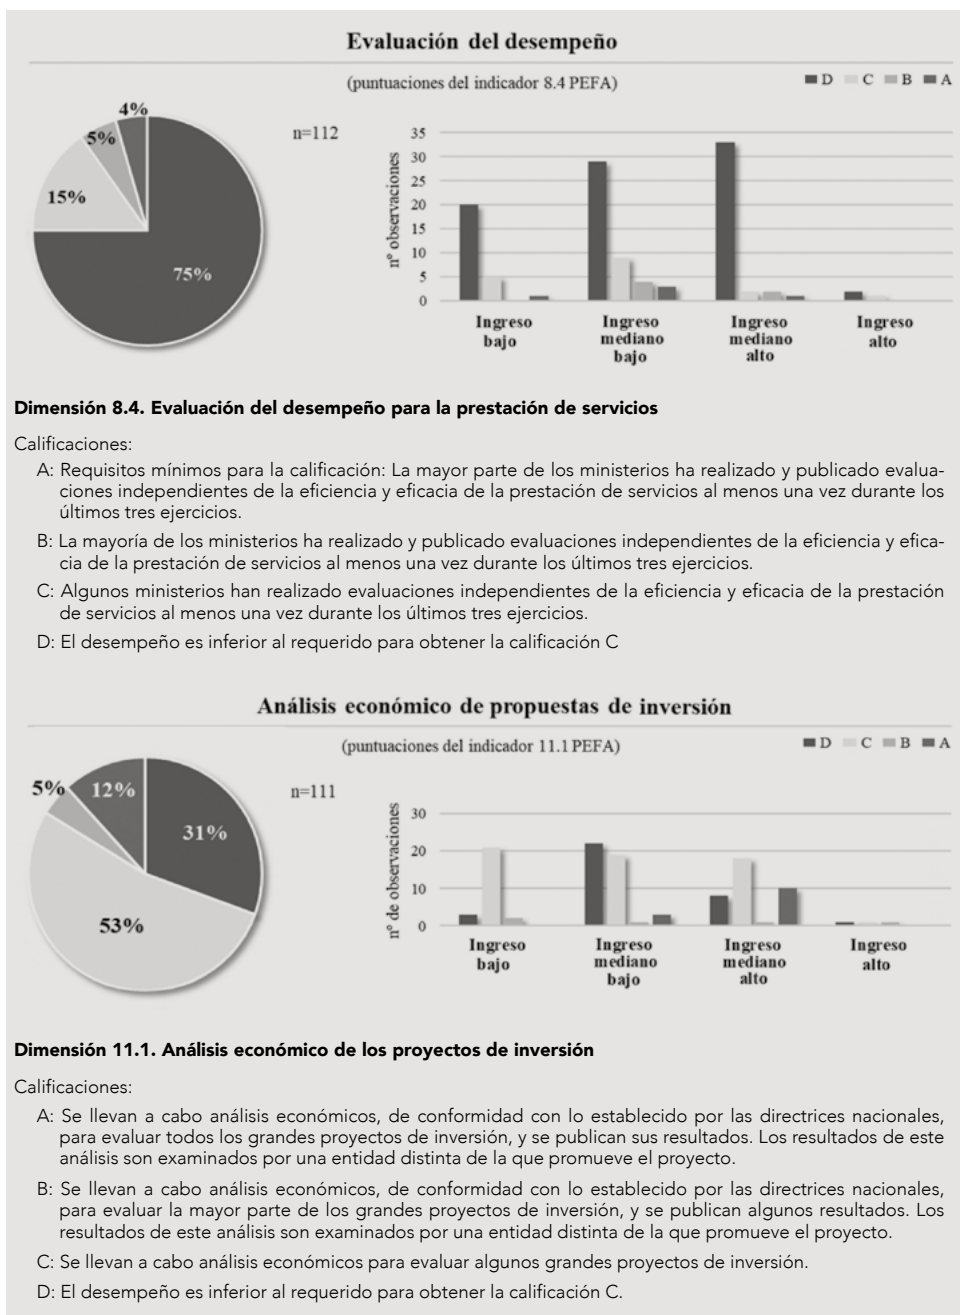 Evaluación del desempeño
(puntuaciones del indicador 8.4 PEFA)
D C B A
4%
5%
15%
75%
n=112
nº observaciones
35
30
25
20
15
10
5
0
Ingreso bajo
Ingreso mediano bajo
Ingreso mediano alto
Ingreso alto
Dimensión 8.4. Evaluación del desempeño para la prestación de servicios
Calificaciones:
A: Requisitos mínimos para la calificación: La mayor parte de los ministerios ha realizado y publicado evalua-
ciones independientes de la eficiencia y eficacia de la prestación de servicios al menos una vez durante los
últimos tres ejercicios.
B: La mayoría de los ministerios ha realizado y publicado evaluaciones independientes de la eficiencia y efica-
cia de la prestación de servicios al menos una vez durante los últimos tres ejercicios.
C: Algunos ministerios han realizado evaluaciones independientes de la eficiencia y eficacia de la prestación
de servicios al menos una vez durante los últimos tres ejercicios.
D: El desempeño es inferior al requerido para obtener la calificación C
Análisis económico de propuestas de inversión
(puntuaciones del indicador 11.1 PEFA)
D C B A
5%
12%
31%
53%
n=111
nº de observaciones
30
20
10
0
Ingreso bajo
Ingreso mediano bajo
Ingreso mediano alto
Ingreso alto
Dimensión 11.1. Análisis económico de los proyectos de inversión
Calificaciones:
A: Se llevan a cabo análisis económicos, de conformidad con lo establecido por las directrices nacionales,
para evaluar todos los grandes proyectos de inversión, y se publican sus resultados. Los resultados de este
análisis son examinados por una entidad distinta de la que promueve el proyecto.
B: Se llevan a cabo análisis económicos, de conformidad con lo establecido por las directrices nacionales,
para evaluar la mayor parte de los grandes proyectos de inversión, y se publican algunos resultados. Los
resultados de este análisis son examinados por una entidad distinta de la que promueve el proyecto.
C: Se llevan a cabo análisis económicos para evaluar algunos grandes proyectos de inversión.
D: El desempeño es inferior al requerido para obtener la calificación C.